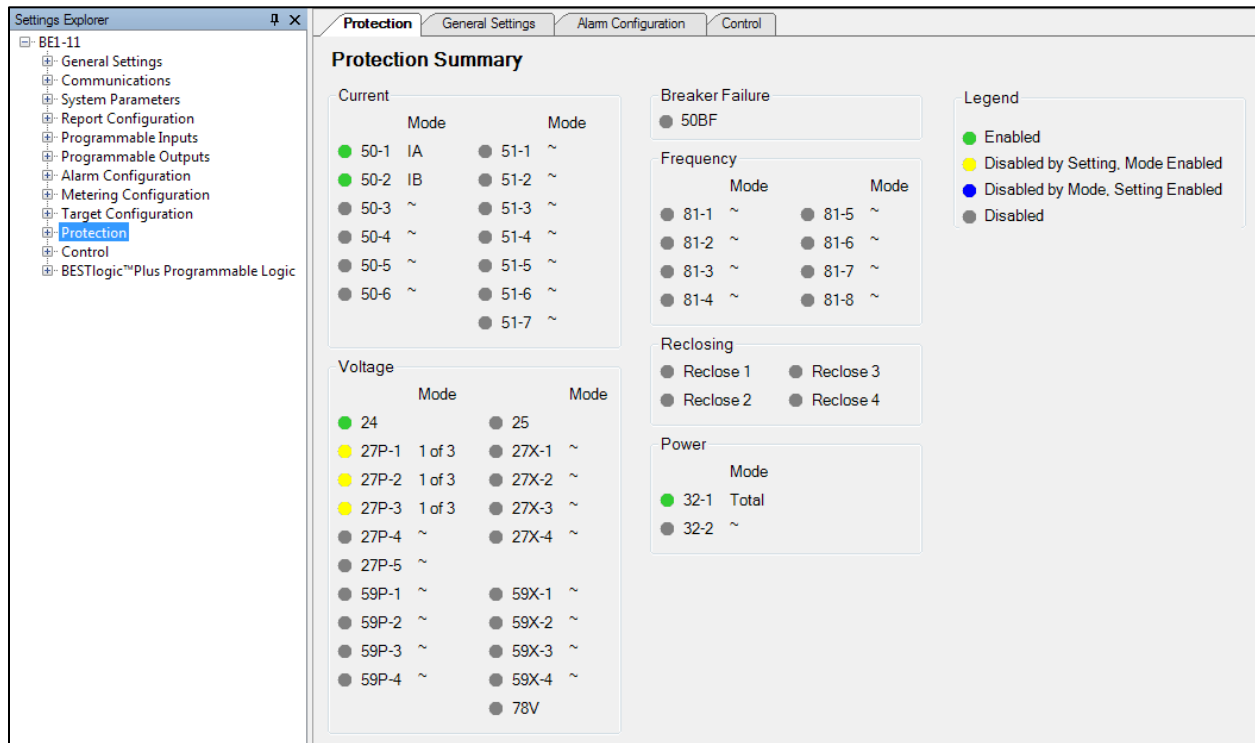 Settings Explorer
BE1-11
General Settings
Communications
System Parameters
Report Configuration
Programmable Inputs
Programmable Outputs
Alarm Configuration
Metering Configuration
Target Configuration
Protection
Control
BESTlogic™Plus Programmable Logic
Protection General Settings Alarm Configuration Control
Protection Summary
Current
Mode Mode
50-1 IA 51-1 ~
50-2 IB 51-2 ~
50-3 ~ 51-3 ~
50-4 ~ 51-4 ~
50-5 ~ 51-5 ~
50-6 ~ 51-6 ~
51-7 ~
Voltage
Mode Mode
24 25
27P-1 1 of 3 27X-1 ~
27P-2 1 of 3 27X-2 ~
27P-3 1 of 3 27X-3 ~
27P-4 ~ 27X-4 ~
27P-5 ~
59P-1 ~ 59X-1 ~
59P-2 ~ 59X-2 ~
59P-3 ~ 59X-3 ~
59P-4 ~ 59X-4 ~
78V
Breaker Failure
50BF
Frequency
Mode Mode
81-1 ~ 81-5 ~
81-2 ~ 81-6 ~
81-3 ~ 81-7 ~
81-4 ~ 81-8 ~
Reclosing
Reclose 1 Reclose 3
Reclose 2 Reclose 4
Power
Mode
32-1 Total
32-2 ~
Legend
Enabled
Disabled by Setting, Mode Enabled
Disabled by Mode, Setting Enabled
Disabled